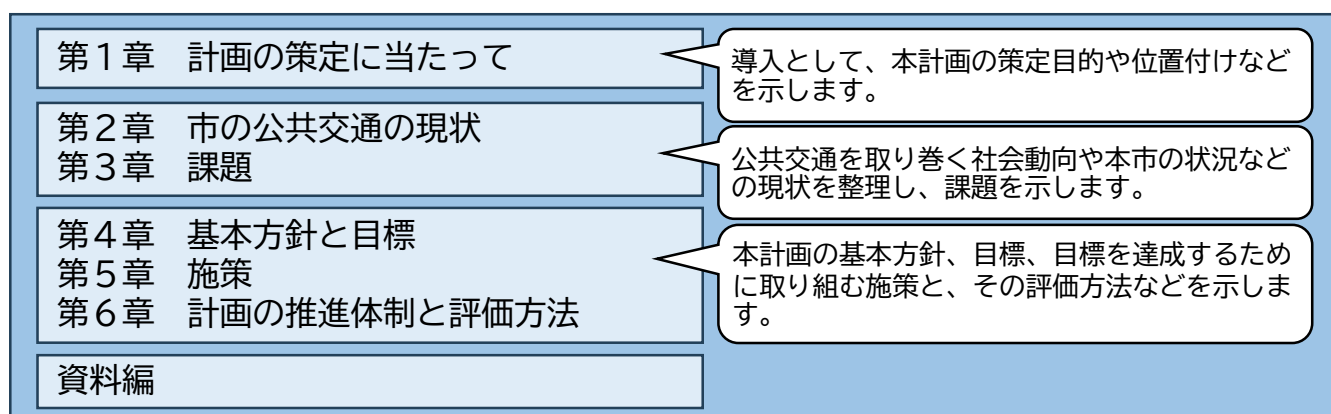 第１章　計画の策定に当たって
導入として、本計画の策定目的や位置付けなど
を示します。
第２章　市の公共交通の現状
第３章　課題
公共交通を取り巻く社会動向や本市の状況など
の現状を整理し、課題を示します。
第４章　基本方針と目標
第５章　施策
第６章　計画の推進体制と評価方法
本計画の基本方針、目標、目標を達成するため
に取り組む施策と、その評価方法などを示しま
す。
資料編